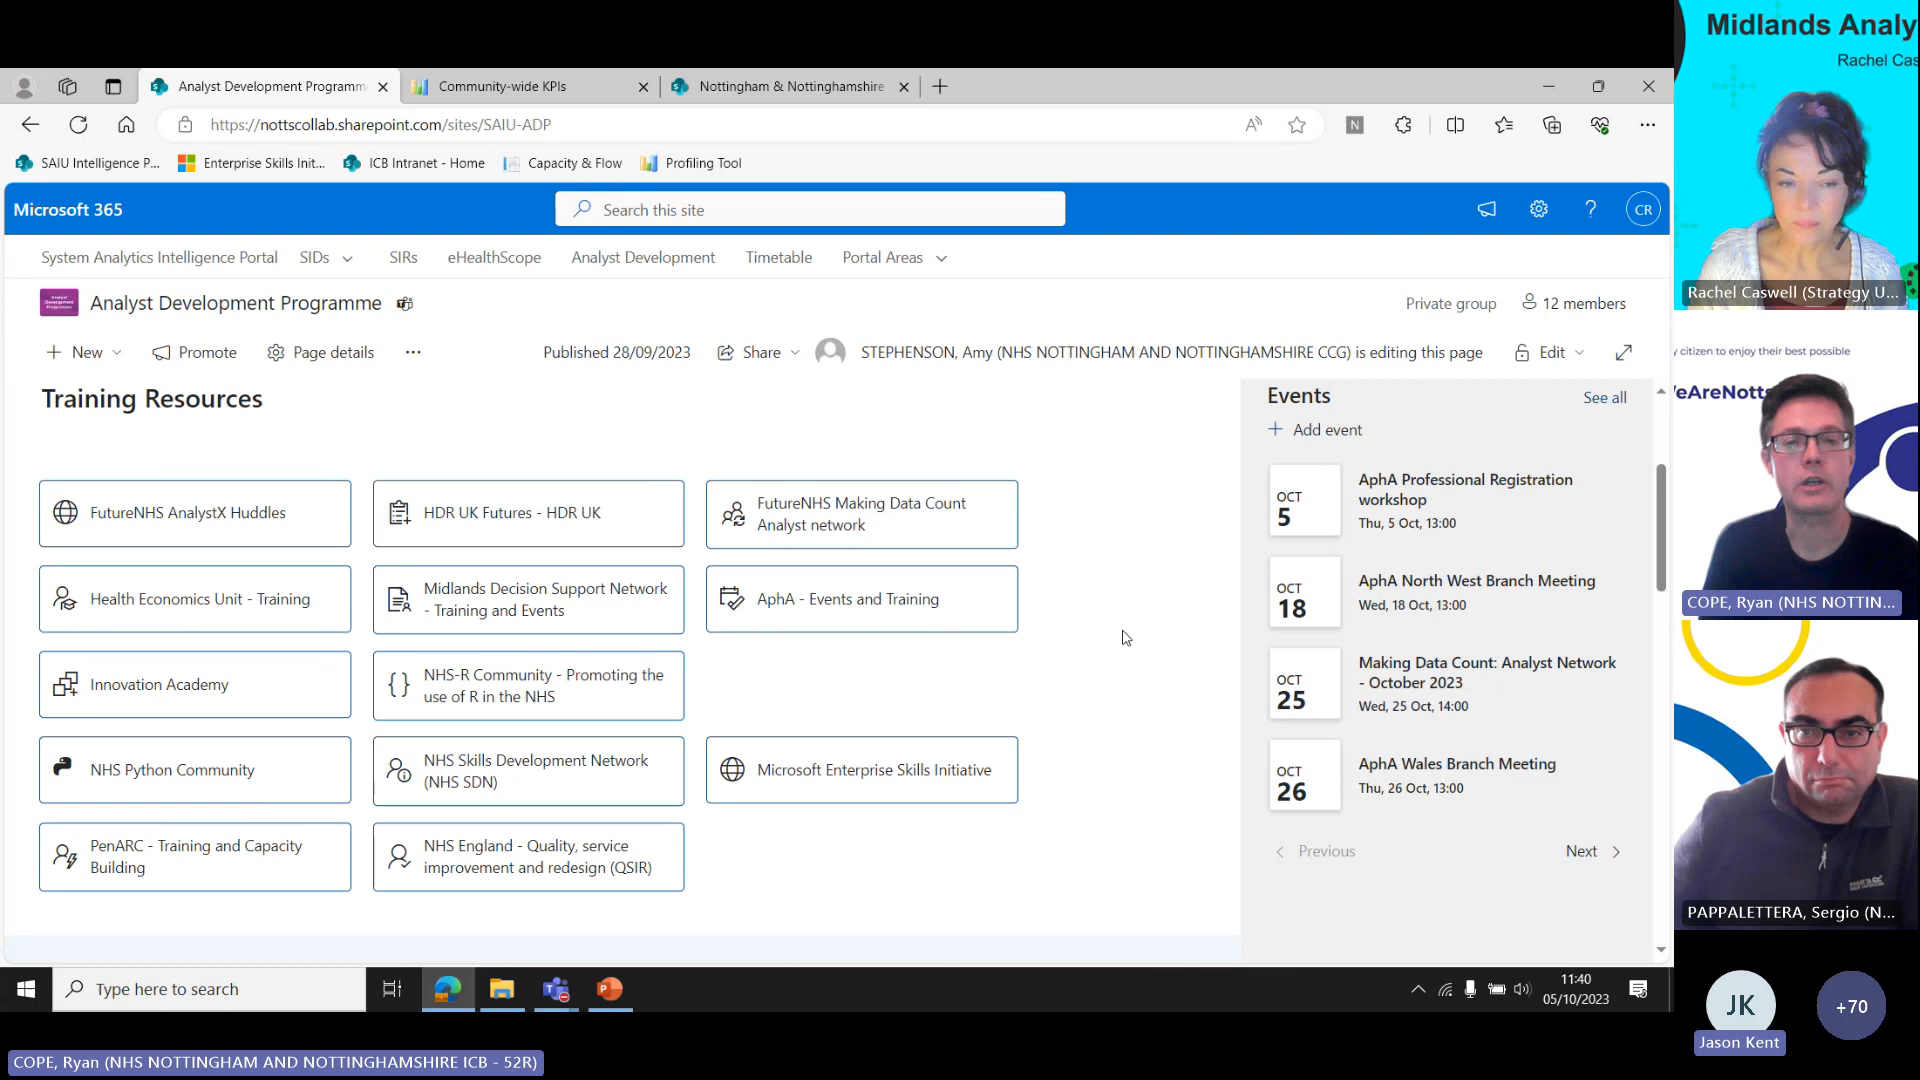 Analyst Development Programm
Community-wide KPIs
Nottingham & Nottinghamshire
https://nottscollab.sharepoint.com/sites/SAIU-ADP
N
SAIU Intelligence P...
Enterprise Skills Init...
ICB Intranet - Home
Capacity & Flow
Profiling Tool
Microsoft 365
Search this site
CR
System Analytics Intelligence Portal
SIDs
SIRs
eHealthScope
Analyst Development
Timetable
Portal Areas
Analyst Development Programme
Private group
12 members
New
Promote
Page details
Published 28/09/2023
Share
STEPHENSON, Amy (NHS NOTTINGHAM AND NOTTINGHAMSHIRE CCG) is editing this page
Edit
Training Resources
FutureNHS AnalystX Huddles
HDR UK Futures - HDR UK
FutureNHS Making Data Count
Analyst network
Health Economics Unit - Training
Midlands Decision Support Network
- Training and Events
AphA - Events and Training
Innovation Academy
NHS-R Community - Promoting the
use of R in the NHS
NHS Python Community
NHS Skills Development Network
(NHS SDN)
Microsoft Enterprise Skills Initiative
PenARC - Training and Capacity
Building
NHS England - Quality, service
improvement and redesign (QSIR)
Events
See all
Add event
OCT
5
AphA Professional Registration
workshop
Thu, 5 Oct, 13:00
OCT
18
AphA North West Branch Meeting
Wed, 18 Oct, 13:00
OCT
25
Making Data Count: Analyst Network
- October 2023
Wed, 25 Oct, 14:00
OCT
26
AphA Wales Branch Meeting
Thu, 26 Oct, 13:00
Previous
Next
Type here to search
11:40
05/10/2023
COPE, Ryan (NHS NOTTINGHAM AND NOTTINGHAMSHIRE ICB - 52R)
Midlands Analy
Rachel Cas
Rachel Caswell (Strategy U...
y citizen to enjoy their best possible
eAreNotts
COPE, Ryan (NHS NOTTIN...
PAPPALETTERA, Sergio (N...
JK
Jason Kent
+70